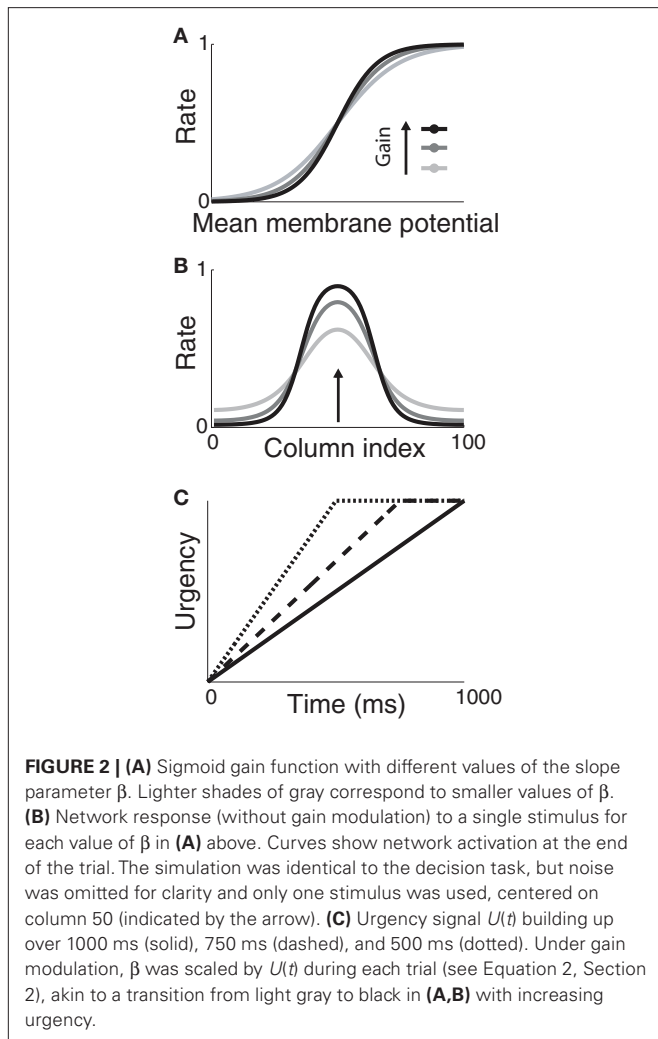 A
1
Rate
Gain
0
Mean membrane potential
B
1
Rate
0
0
100
Column index
C
Urgency
0
1000
Time (ms)
FIGURE 2 | (A) Sigmoid gain function with different values of the slope
parameter β. Lighter shades of gray correspond to smaller values of β.
(B) Network response (without gain modulation) to a single stimulus for
each value of β in (A) above. Curves show network activation at the end
of the trial. The simulation was identical to the decision task, but noise
was omitted for clarity and only one stimulus was used, centered on
column 50 (indicated by the arrow). (C) Urgency signal U(t) building up
over 1000 ms (solid), 750 ms (dashed), and 500 ms (dotted). Under gain
modulation, β was scaled by U(t) during each trial (see Equation 2, Section
2), akin to a transition from light gray to black in (A,B) with increasing
urgency.